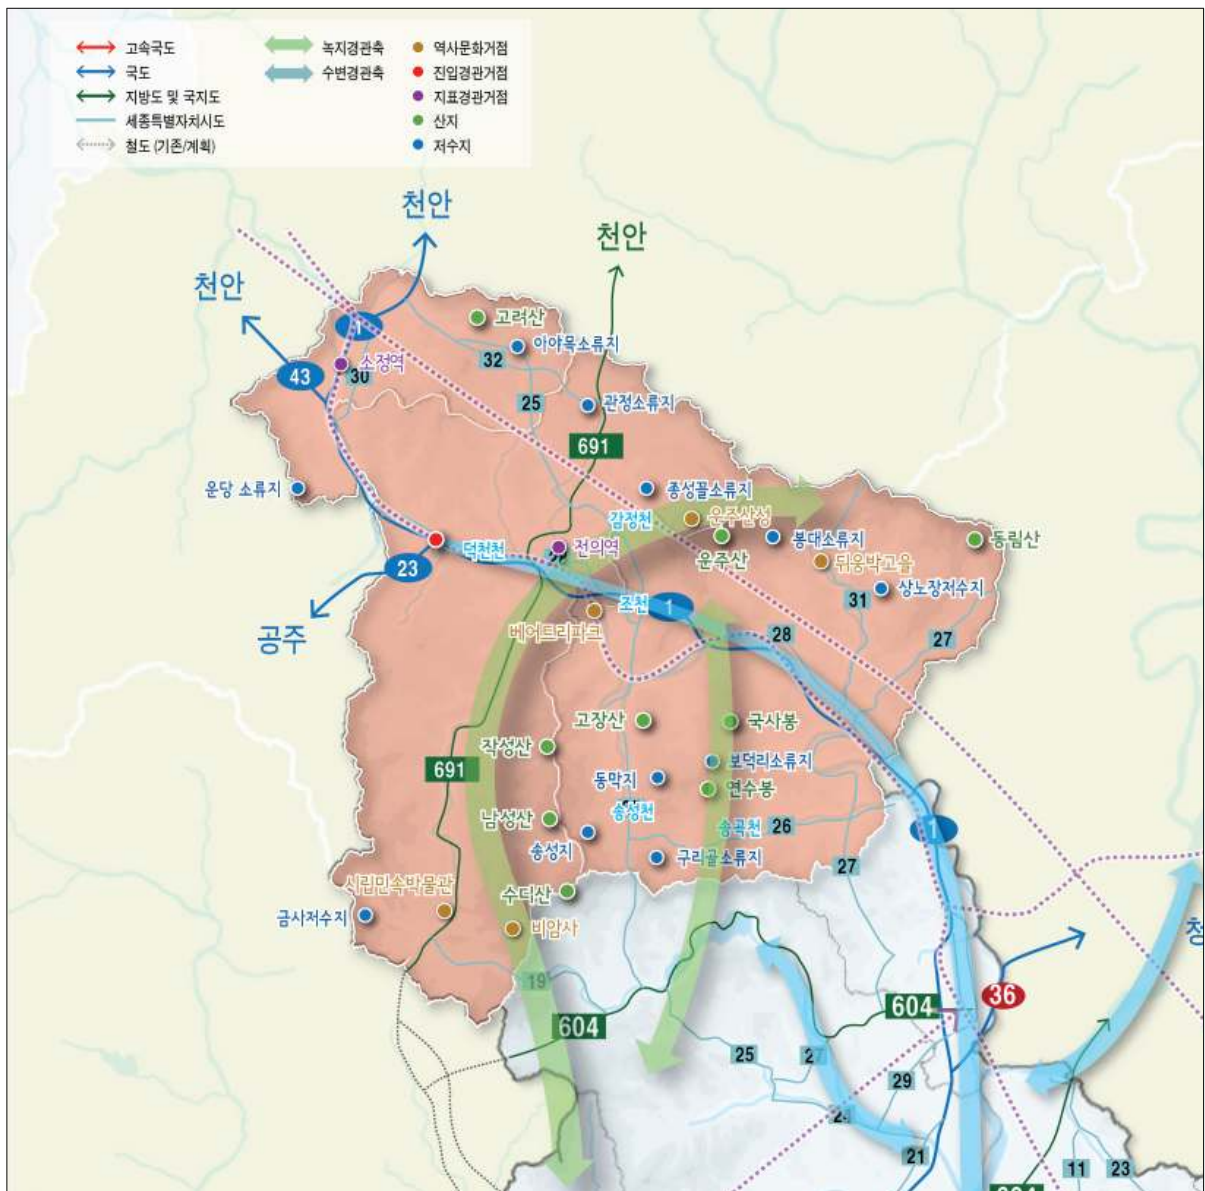 고속국도
국도
지방도 및 국지도
세종특별자치시도
철도 (기존/계획)
녹지경관축
수변경관축
역사문화거점
진입경관거점
지표경관거점
산지
저수지
천안
천안
천안
1
고려산
아야목소류지
소정역
30
43
32
25
관정소류지
691
운당 소류지
종성골소류지
감정천
운주산성
봉대소류지
동림산
덕천천
전의역
운주산
뒤웅박고을
23
상노장저수지
31
조천
1
베어트리파크
공주
28
27
고장산
국사봉
작성산
보덕리소류지
691
동막지
연수봉
송성천
남성산
송곡천
26
1
송성지
구리골소류지
27
시립민속박물관
수디산
금사저수지
비암사
청
19
604
36
604
25
27
29
24
21
11
23